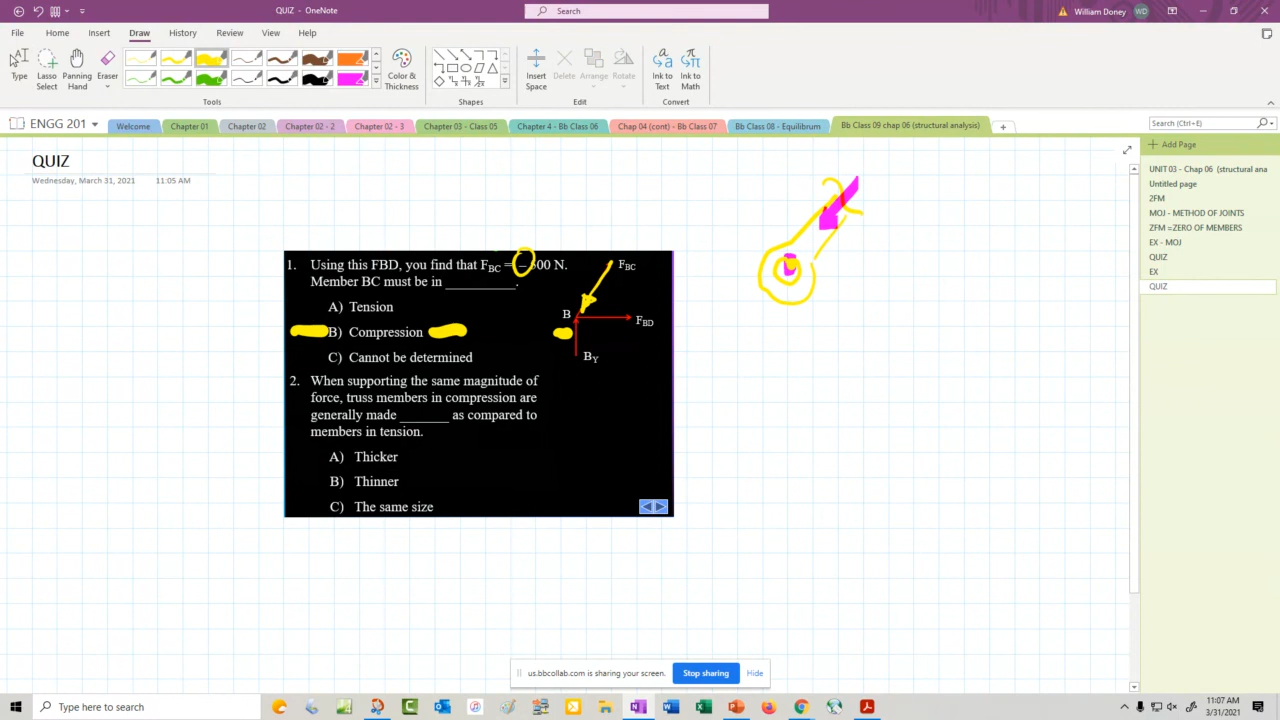 QUIZ - OneNote
Search
William Doney
WD
File
Home
Insert
Draw
History
Review
View
Help
Type
Lasso
Select
Panning
Hand
Eraser
Color &
Thickness
Insert
Space
Delete
Arrange
Rotate
Ink to
Text
Ink to
Math
Tools
Shapes
Edit
Convert
ENGG 201
Welcome
Chapter 01
Chapter 02
Chapter 02 - 2
Chapter 02 - 3
Chapter 03 - Class 05
Chapter 4 - Bb Class 06
Chap 04 (cont) - Bb Class 07
Bb Class 08 - Equilibrum
Bb Class 09 chap 06 (structural analysis)
Search (Ctrl+E)
Add Page
UNIT 03 - Chap 06 (structural ana
Untitled page
2FM
MOJ - METHOD OF JOINTS
ZFM =ZERO OF MEMBERS
EX - MOJ
QUIZ
EX
QUIZ
QUIZ
Wednesday, March 31, 2021 11:05 AM
1. Using this FBD, you find that FBC = – 500 N.
Member BC must be in __________.
A) Tension
B) Compression
C) Cannot be determined
FBC
B
FBD
BY
2. When supporting the same magnitude of
force, truss members in compression are
generally made _______ as compared to
members in tension.
A) Thicker
B) Thinner
C) The same size
us.bbcollab.com is sharing your screen.
Stop sharing
Hide
Type here to search
11:07 AM
3/31/2021